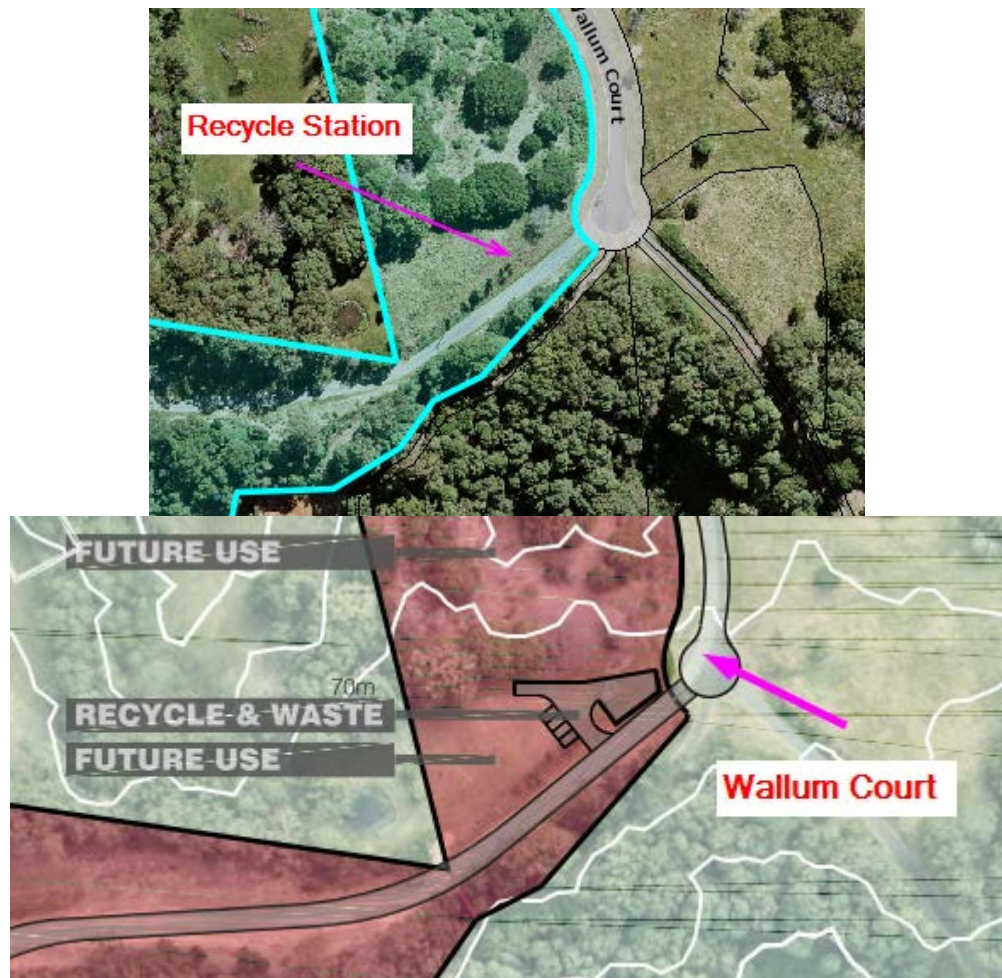 Wallum Court
Recycle Station
FUTURE USE
70m
RECYCLE & WASTE
FUTURE USE
Wallum Court